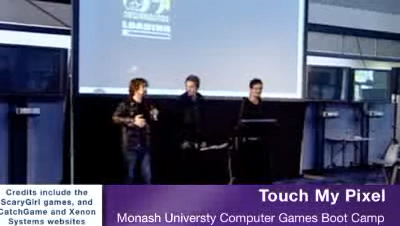 LOADING
Credits include the
ScaryGirl games, and
CatchGame and Xenon
Systems websites
Touch My Pixel
Monash Universty Computer Games Boot Camp